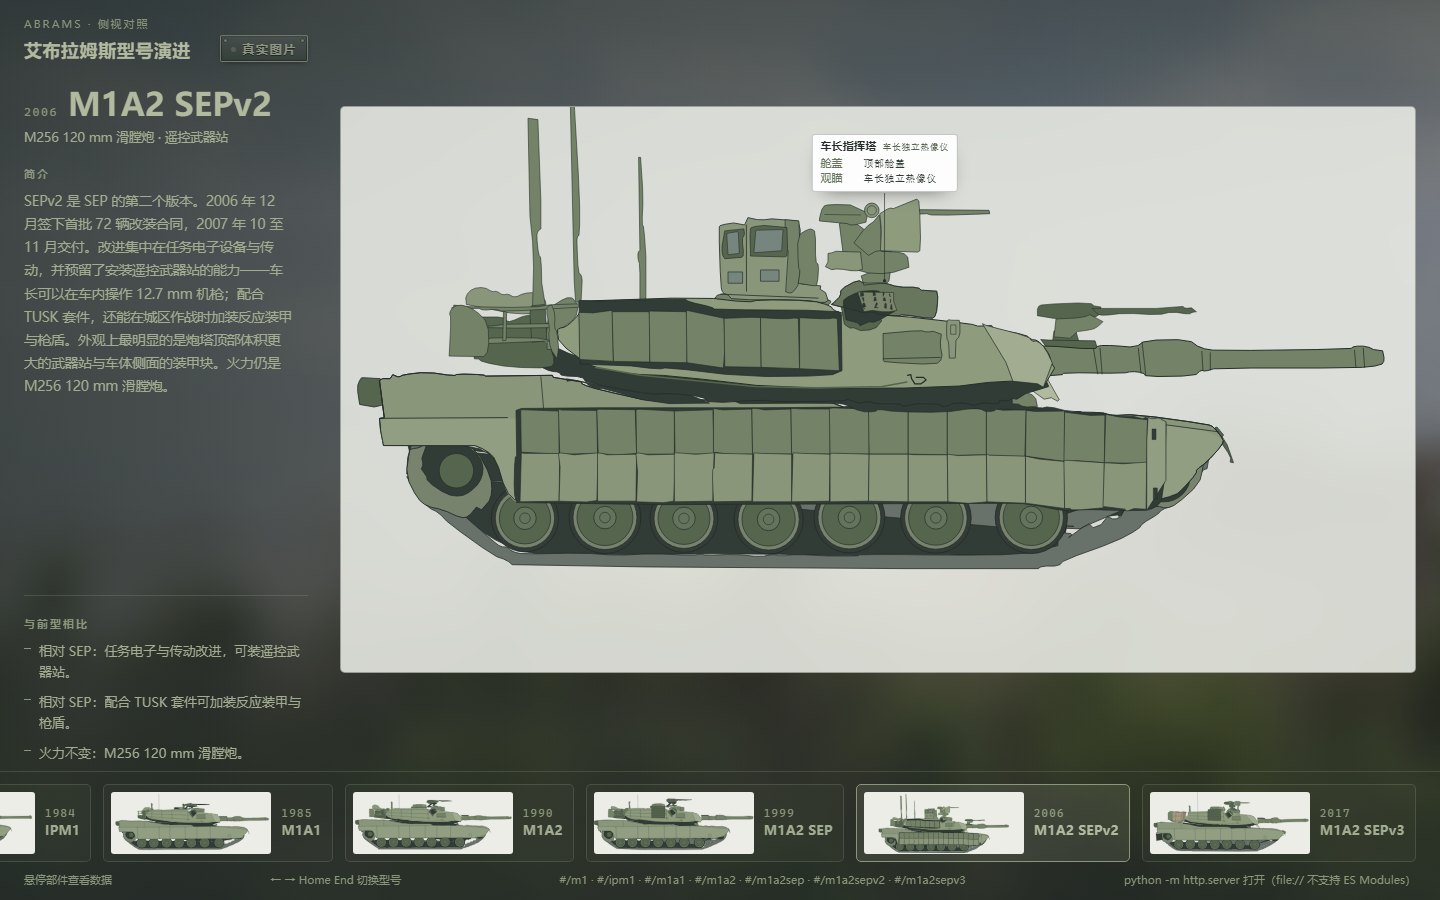 ABRAMS · 侧视对照
艾布拉姆斯型号演进
真实图片
2006 M1A2 SEPv2
M256 120 mm 滑膛炮 · 遥控武器站
简介
SEPv2 是 SEP 的第二个版本。2006 年 12
月签下首批 72 辆改装合同，2007 年 10 至
11 月交付。改进集中在任务电子设备与传
动，并预留了安装遥控武器站的能力——车
长可以在车内操作 12.7 mm 机枪；配合
TUSK 套件，还能在城区作战时加装反应装甲
与枪盾。外观上最明显的是炮塔顶部体积更
大的武器站与车体侧面的装甲块。火力仍是
M256 120 mm 滑膛炮。
车长指挥塔 车长独立热像仪
舱盖 顶部舱盖
观瞄 车长独立热像仪
与前型相比
相对 SEP：任务电子与传动改进，可装遥控武
器站。
相对 SEP：配合 TUSK 套件可加装反应装甲与
枪盾。
火力不变：M256 120 mm 滑膛炮。
1984
IPM1
1985
M1A1
1990
M1A2
1999
M1A2 SEP
2006
M1A2 SEPv2
2017
M1A2 SEPv3
悬停部件查看数据
← → Home End 切换型号
#/m1 · #/ipm1 · #/m1a1 · #/m1a2 · #/m1a2sep · #/m1a2sepv2 · #/m1a2sepv3
python -m http.server 打开（file:// 不支持 ES Modules）